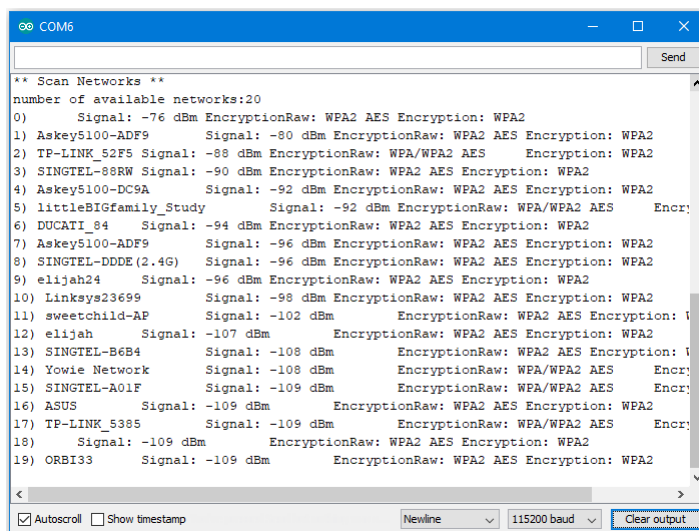 COM6
Send
** Scan Networks **
number of available networks:20
0) Signal: -76 dBm EncryptionRaw: WPA2 AES Encryption: WPA2
1) Askey5100-ADF9 Signal: -80 dBm EncryptionRaw: WPA2 AES Encryption: WPA2
2) TP-LINK_52F5 Signal: -88 dBm EncryptionRaw: WPA/WPA2 AES Encryption: WPA2
3) SINGTEL-88RW Signal: -90 dBm EncryptionRaw: WPA2 AES Encryption: WPA2
4) Askey5100-DC9A Signal: -92 dBm EncryptionRaw: WPA2 AES Encryption: WPA2
5) littleBIGfamily_Study Signal: -92 dBm EncryptionRaw: WPA/WPA2 AES Encry
6) DUCATI_84 Signal: -94 dBm EncryptionRaw: WPA2 AES Encryption: WPA2
7) Askey5100-ADF9 Signal: -96 dBm EncryptionRaw: WPA2 AES Encryption: WPA2
8) SINGTEL-DDDE(2.4G) Signal: -96 dBm EncryptionRaw: WPA2 AES Encryption: WPA2
9) elijah24 Signal: -96 dBm EncryptionRaw: WPA2 AES Encryption: WPA2
10) Linksys23699 Signal: -98 dBm EncryptionRaw: WPA2 AES Encryption: WPA2
11) sweetchild-AP Signal: -102 dBm EncryptionRaw: WPA2 AES Encryption: W
12) elijah Signal: -107 dBm EncryptionRaw: WPA2 AES Encryption: WPA2
13) SINGTEL-B6B4 Signal: -108 dBm EncryptionRaw: WPA2 AES Encryption: W
14) Yowie Network Signal: -108 dBm EncryptionRaw: WPA/WPA2 AES Encry
15) SINGTEL-A01F Signal: -109 dBm EncryptionRaw: WPA/WPA2 AES Encry
16) ASUS Signal: -109 dBm EncryptionRaw: WPA2 AES Encryption: WPA2
17) TP-LINK_5385 Signal: -109 dBm EncryptionRaw: WPA/WPA2 AES Encry
18) Signal: -109 dBm EncryptionRaw: WPA2 AES Encryption: WPA2
19) ORBI33 Signal: -109 dBm EncryptionRaw: WPA2 AES Encryption: WPA2
Autoscroll Show timestamp Newline 115200 baud Clear output